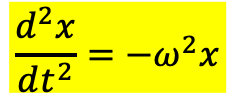 d²x/dt² = −ω²x